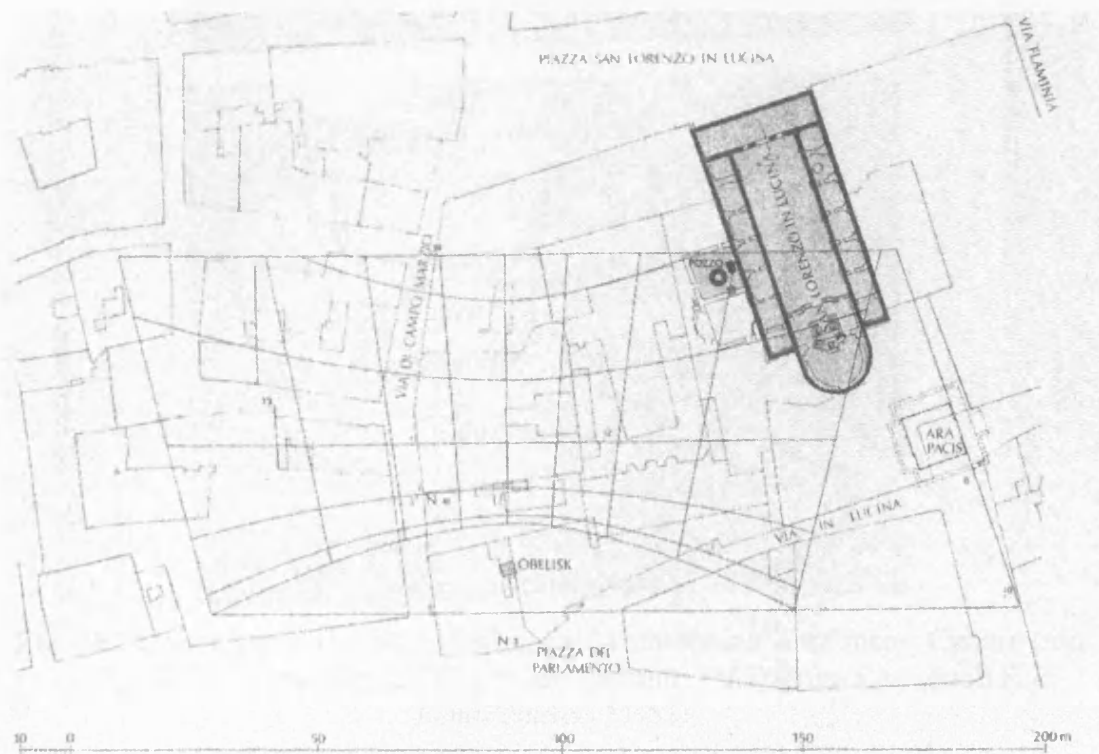 PIAZZA SAN LORENZO IN LUCINA
VIA FLAMINIA
LORENZO IN LUCINA
POZZO
VIA DI CAMPO MARZIO
ARA
PACIS
VIA IN LUCINA
OBELISK
PIAZZA DEL
PARLAMENTO
10 0 50 100 150 200 m